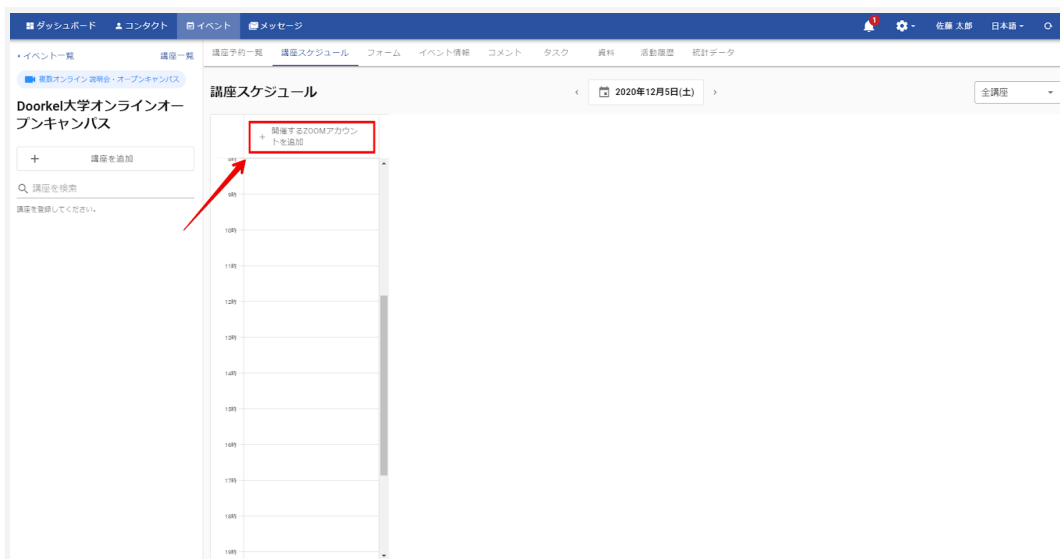 ダッシュボード コンタクト イベント メッセージ 1 佐藤 太郎 日本語
イベント一覧 講座一覧 講座予約一覧 講座スケジュール フォーム イベント情報 コメント タスク 資料 活動履歴 統計データ
複数オンライン説明会・オープンキャンパス
講座スケジュール 2020年12月5日(土) 全講座
Doorkel大学オンラインオー
プンキャンパス
+ 開催するZOOMアカウン
トを追加
+ 講座を追加
講座を検索
講座を登録してください。
8時
9時
10時
11時
12時
13時
14時
15時
16時
17時
18時
19時